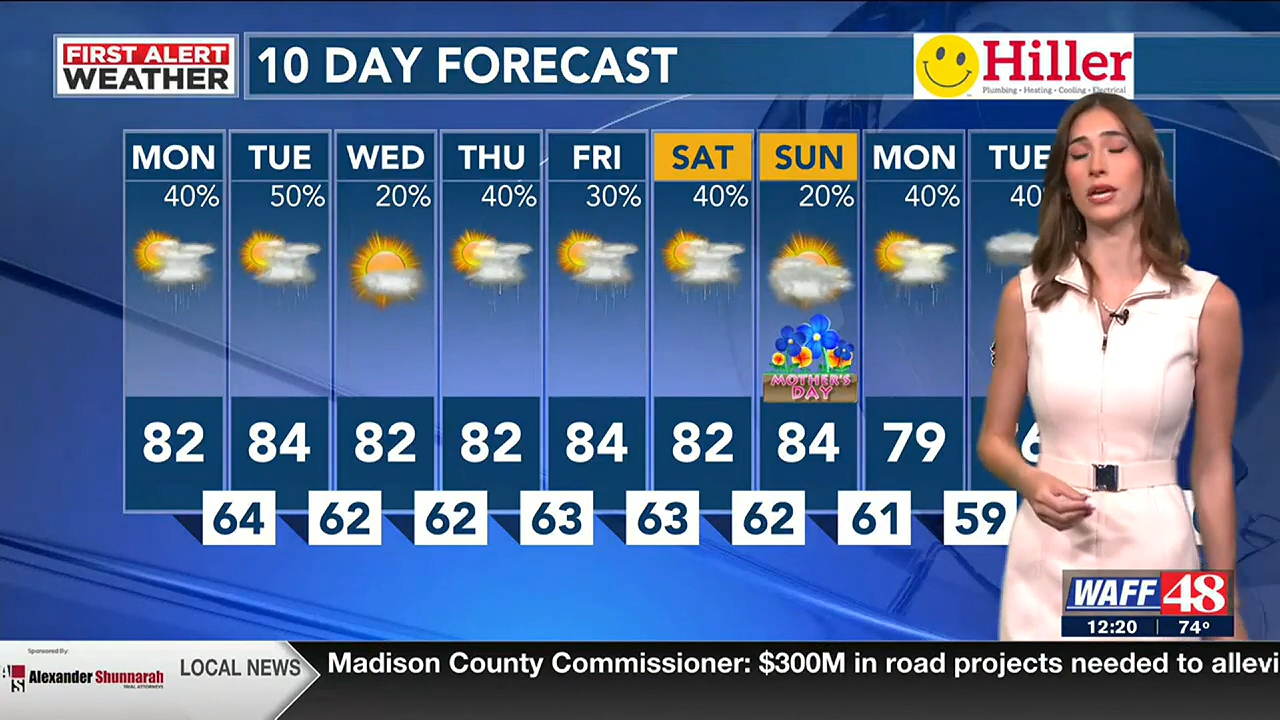 FIRST ALERT
WEATHER
10 DAY FORECAST
Hiller
Plumbing • Heating • Cooling • Electrical
MON TUE WED THU FRI SAT SUN MON TUE
40% 50% 20% 40% 30% 40% 20% 40% 40
MOTHER'S
DAY
82 84 82 82 84 82 84 79
64 62 62 63 63 62 61 59
WAFF 48
12:20 | 74°
Sponsored By:
Alexander Shunnarah
TRIAL ATTORNEYS
LOCAL NEWS
Madison County Commissioner: $300M in road projects needed to allevi